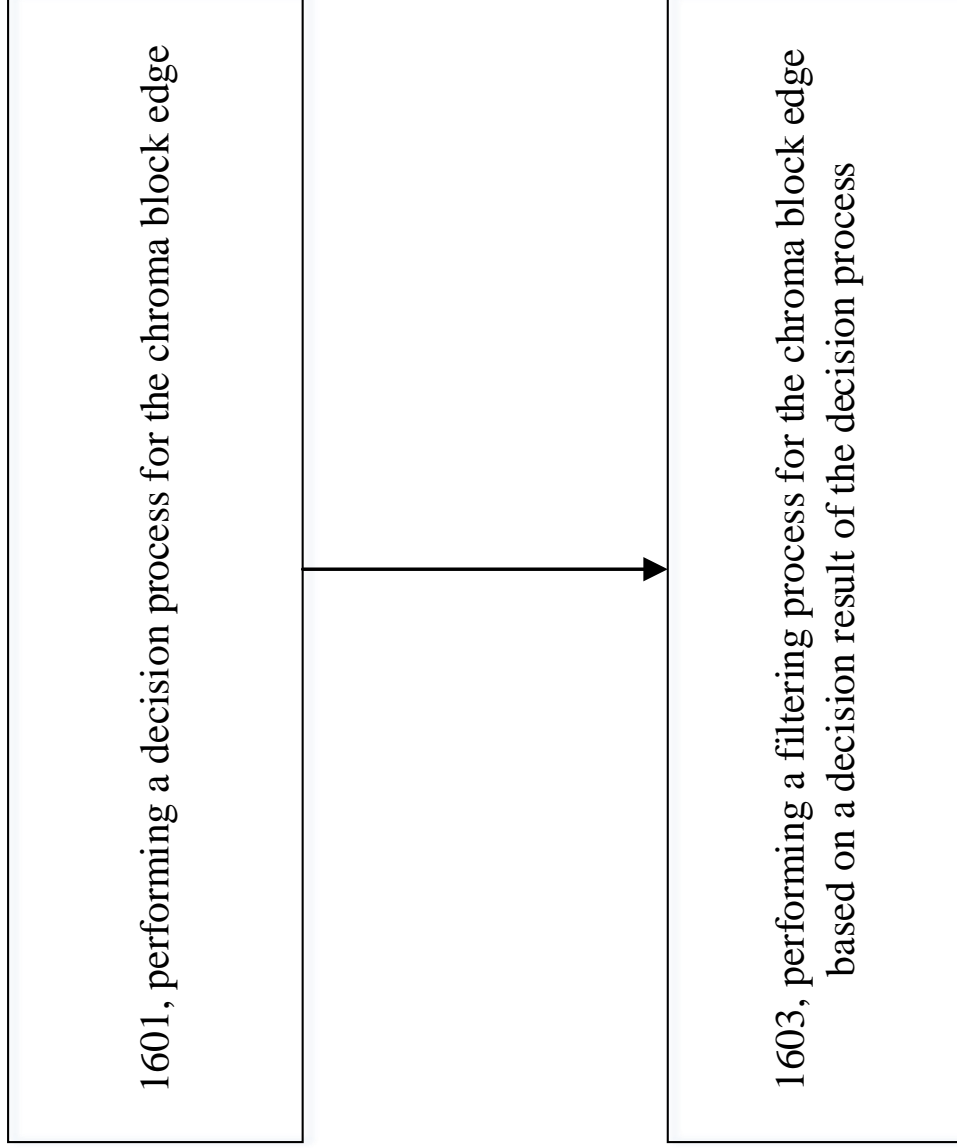 1601, performing a decision process for the chroma block edge
1603, performing a filtering process for the chroma block edge
based on a decision result of the decision process